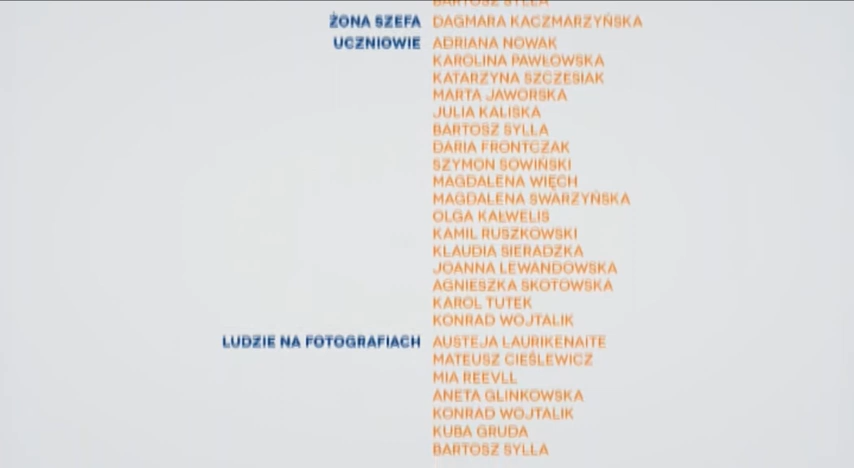 BARTOSZ SYLLA
ŻONA SZEFA DAGMARA KACZMARZYŃSKA
UCZNIOWIE ADRIANA NOWAK
KAROLINA PAWŁOWSKA
KATARZYNA SZCZESIAK
MARTA JAWORSKA
JULIA KALISKA
BARTOSZ SYLLA
DARIA FRONTCZAK
SZYMON SOWIŃSKI
MAGDALENA WIĘCH
MAGDALENA SWARZYŃSKA
OLGA KAŁWELIS
KAMIL RUSZKOWSKI
KLAUDIA SIERADZKA
JOANNA LEWANDOWSKA
AGNIESZKA SKOTOWSKA
KAROL TUTEK
KONRAD WOJTALIK
LUDZIE NA FOTOGRAFIACH AUSTEJA LAURIKENAITE
MATEUSZ CIEŚLEWICZ
MIA REEVLL
ANETA GLINKOWSKA
KONRAD WOJTALIK
KUBA GRUDA
BARTOSZ SYLLA